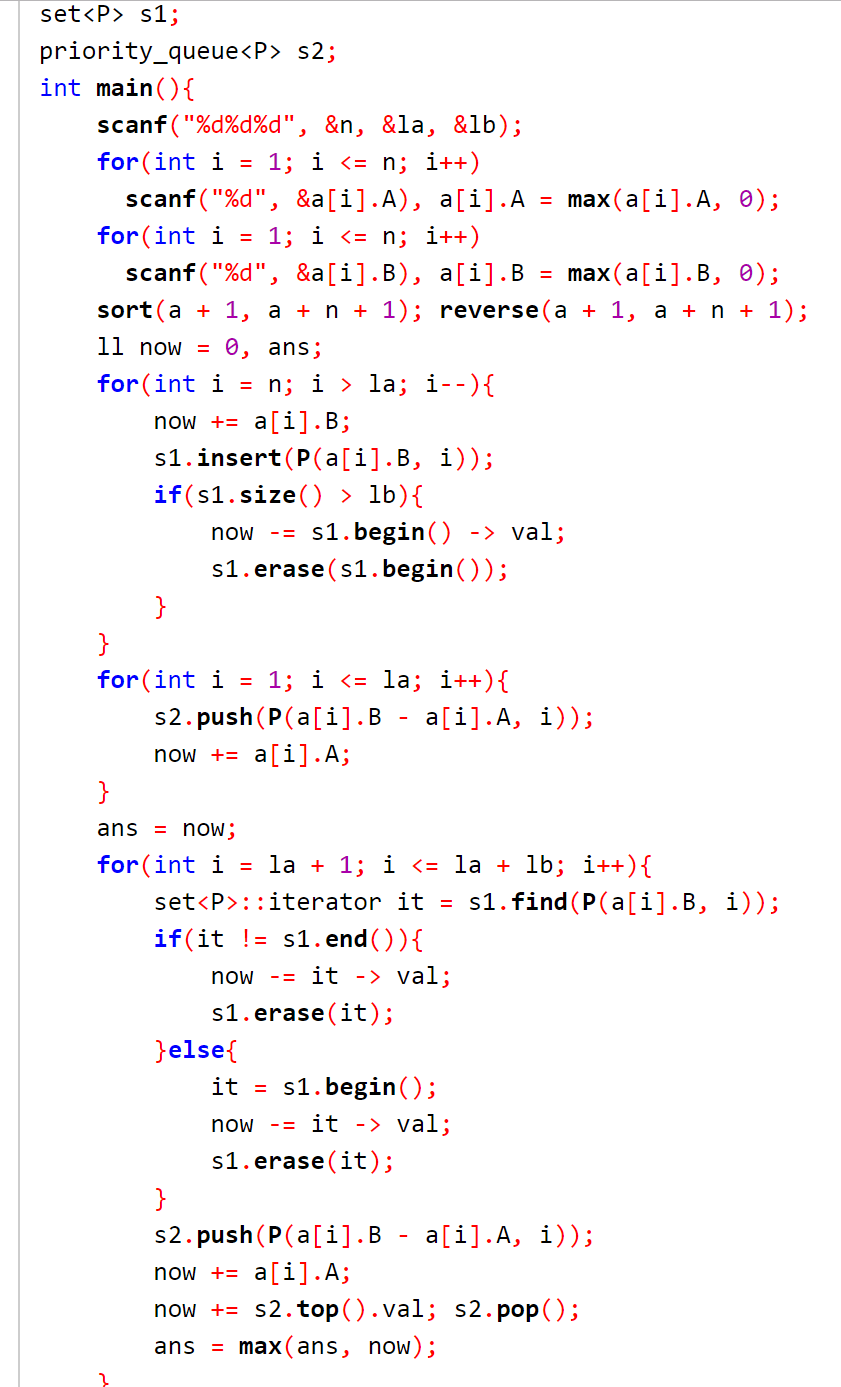 set<P> s1;
priority_queue<P> s2;
int main(){
    scanf("%d%d%d", &n, &la, &lb);
    for(int i = 1; i <= n; i++)
      scanf("%d", &a[i].A), a[i].A = max(a[i].A, 0);
    for(int i = 1; i <= n; i++)
      scanf("%d", &a[i].B), a[i].B = max(a[i].B, 0);
    sort(a + 1, a + n + 1); reverse(a + 1, a + n + 1);
    ll now = 0, ans;
    for(int i = n; i > la; i--){
        now += a[i].B;
        s1.insert(P(a[i].B, i));
        if(s1.size() > lb){
            now -= s1.begin() -> val;
            s1.erase(s1.begin());
        }
    }
    for(int i = 1; i <= la; i++){
        s2.push(P(a[i].B - a[i].A, i));
        now += a[i].A;
    }
    ans = now;
    for(int i = la + 1; i <= la + lb; i++){
        set<P>::iterator it = s1.find(P(a[i].B, i));
        if(it != s1.end()){
            now -= it -> val;
            s1.erase(it);
        }else{
            it = s1.begin();
            now -= it -> val;
            s1.erase(it);
        }
        s2.push(P(a[i].B - a[i].A, i));
        now += a[i].A;
        now += s2.top().val; s2.pop();
        ans = max(ans, now);
    }